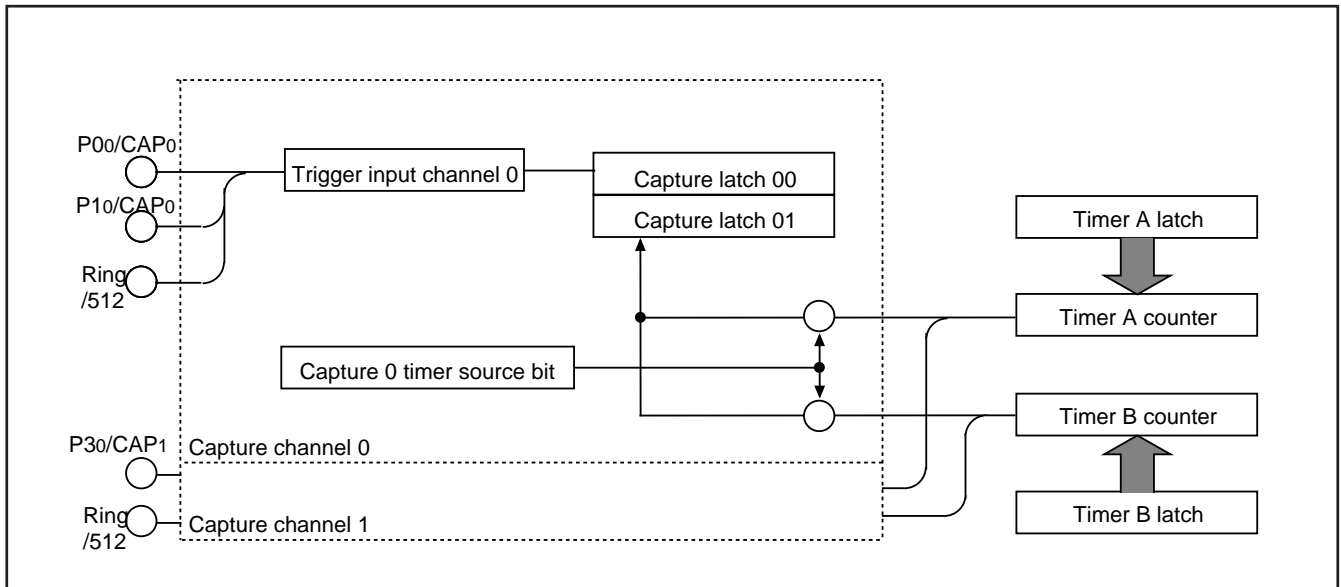 P00/CAP0
P10/CAP0
Ring
/512
Trigger input channel 0
Capture latch 00
Capture latch 01
Timer A latch
Timer A counter
Capture 0 timer source bit
Timer B counter
P30/CAP1
Capture channel 0
Ring
/512
Capture channel 1
Timer B latch